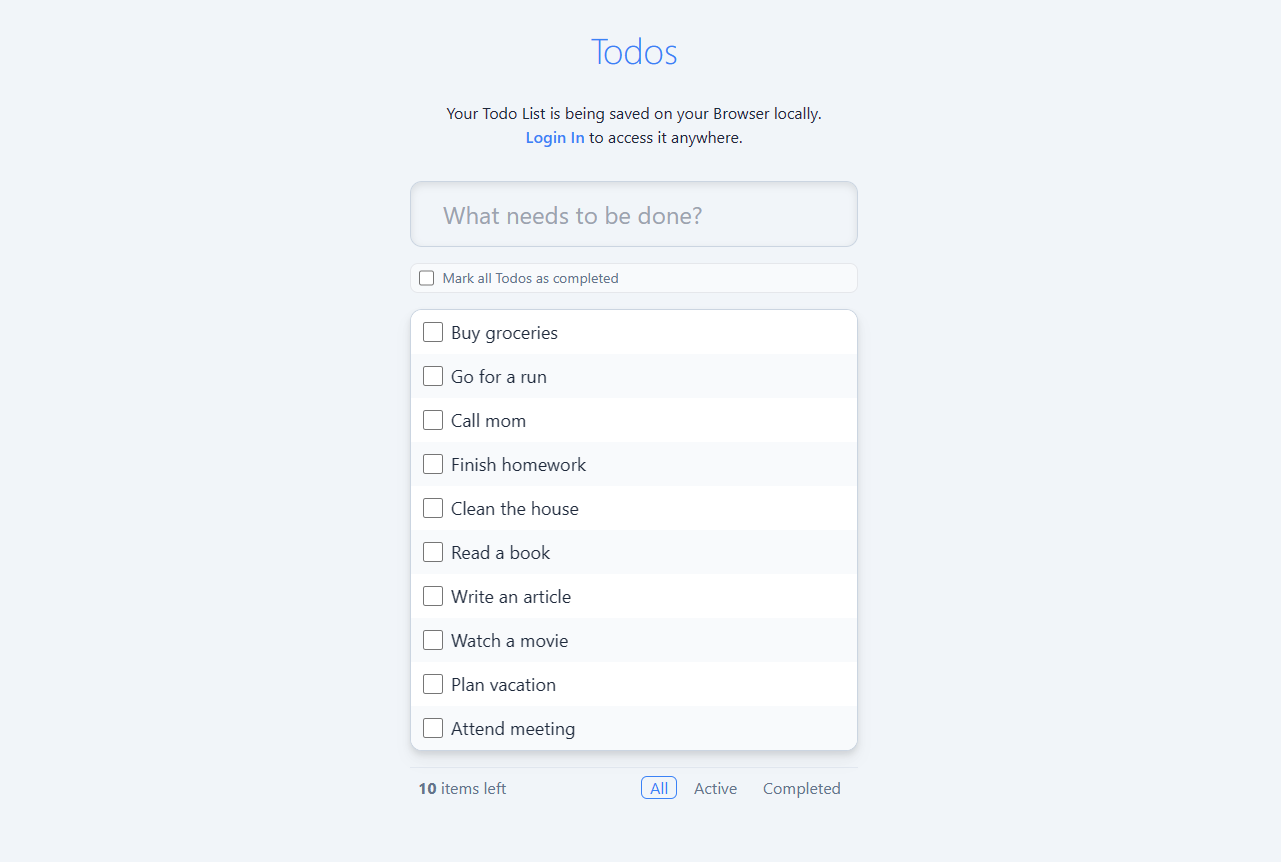 Todos
Your Todo List is being saved on your Browser locally.
Login In to access it anywhere.
What needs to be done?
Mark all Todos as completed
Buy groceries
Go for a run
Call mom
Finish homework
Clean the house
Read a book
Write an article
Watch a movie
Plan vacation
Attend meeting
10 items left All Active Completed